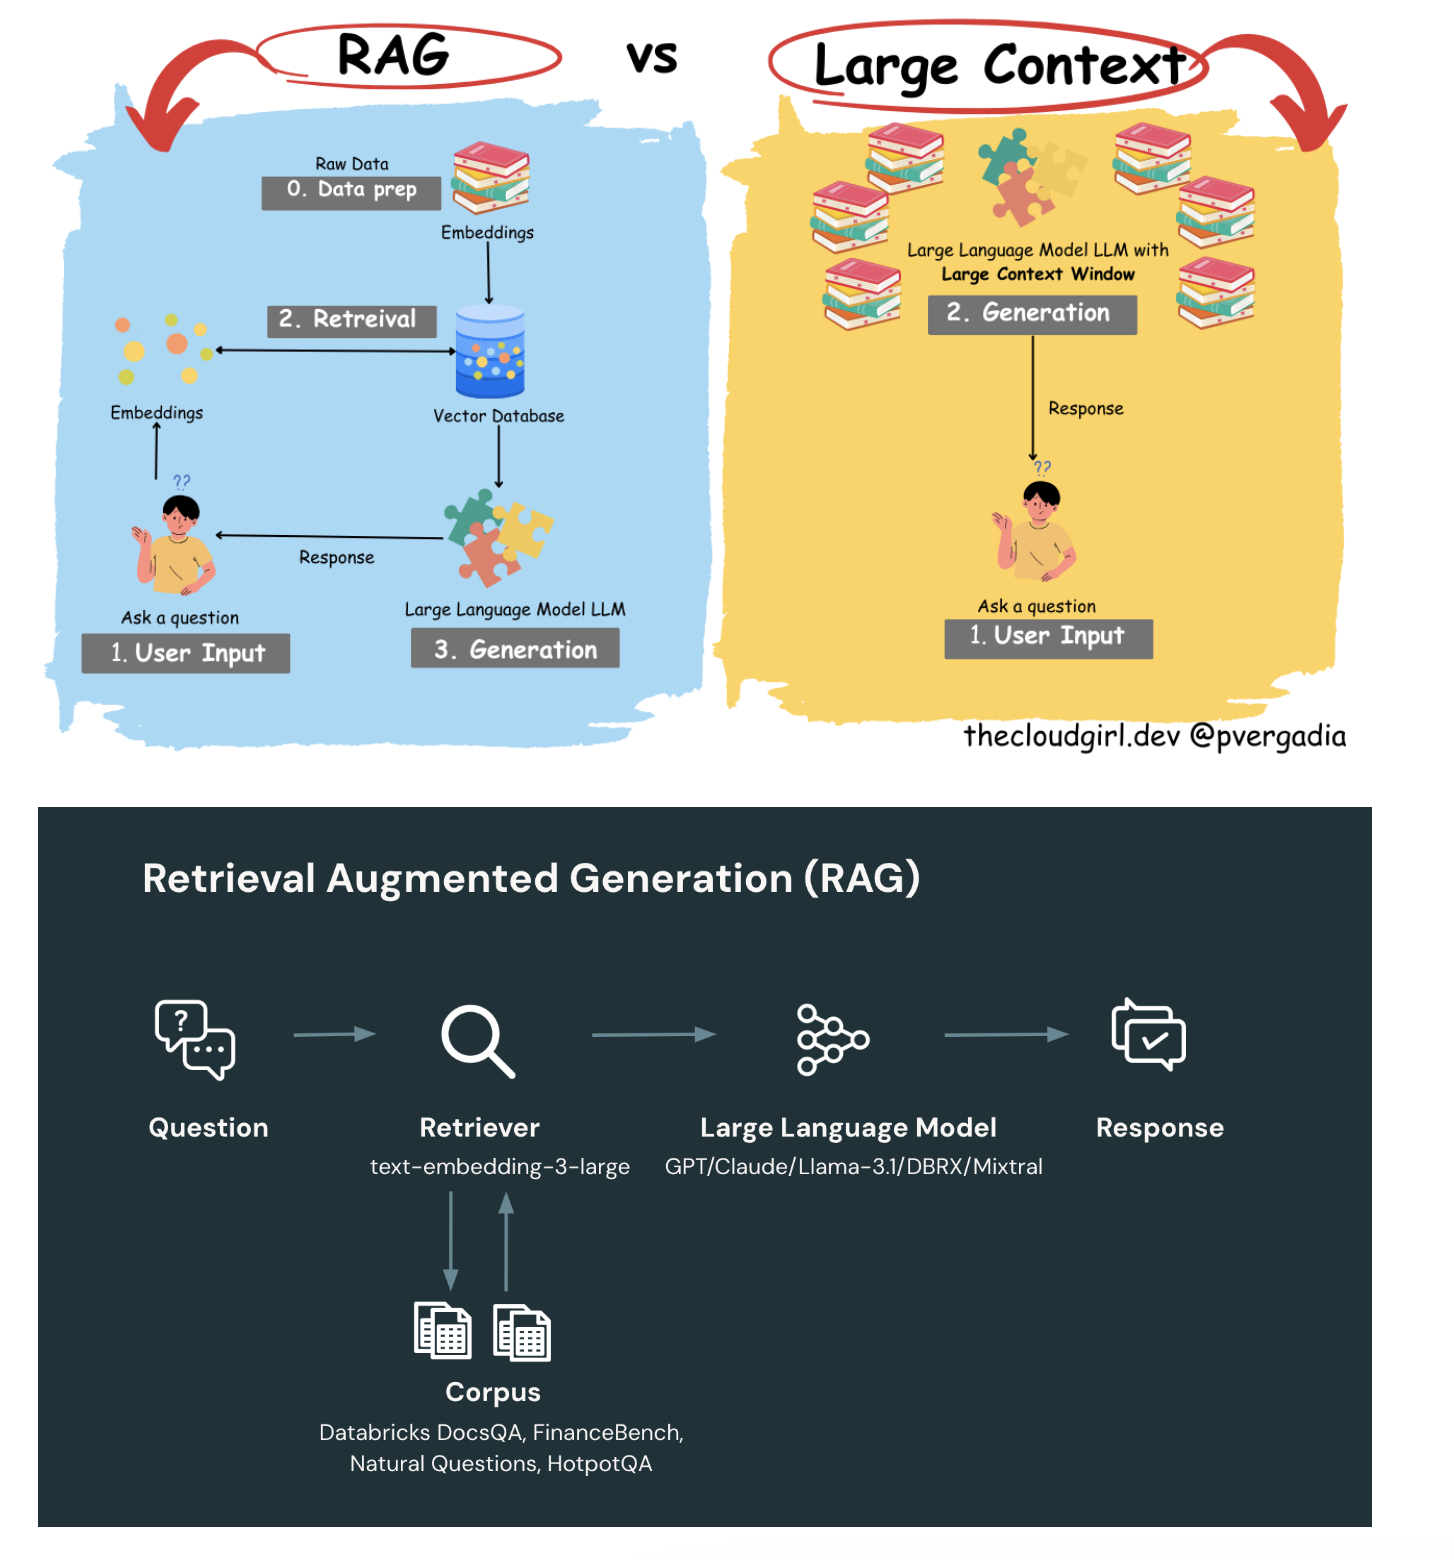 RAG
vs
Large Context
Raw Data
0. Data prep
Embeddings
2. Retreival
Embeddings
Vector Database
??
Response
Large Language Model LLM
Ask a question
1. User Input
3. Generation
Large Language Model LLM with
Large Context Window
2. Generation
Response
??
Ask a question
1. User Input
thecloudgirl.dev @pvergadia
Retrieval Augmented Generation (RAG)
?
Question
Retriever
Large Language Model
Response
text-embedding-3-large
GPT/Claude/Llama-3.1/DBRX/Mixtral
Corpus
Databricks DocsQA, FinanceBench,
Natural Questions, HotpotQA